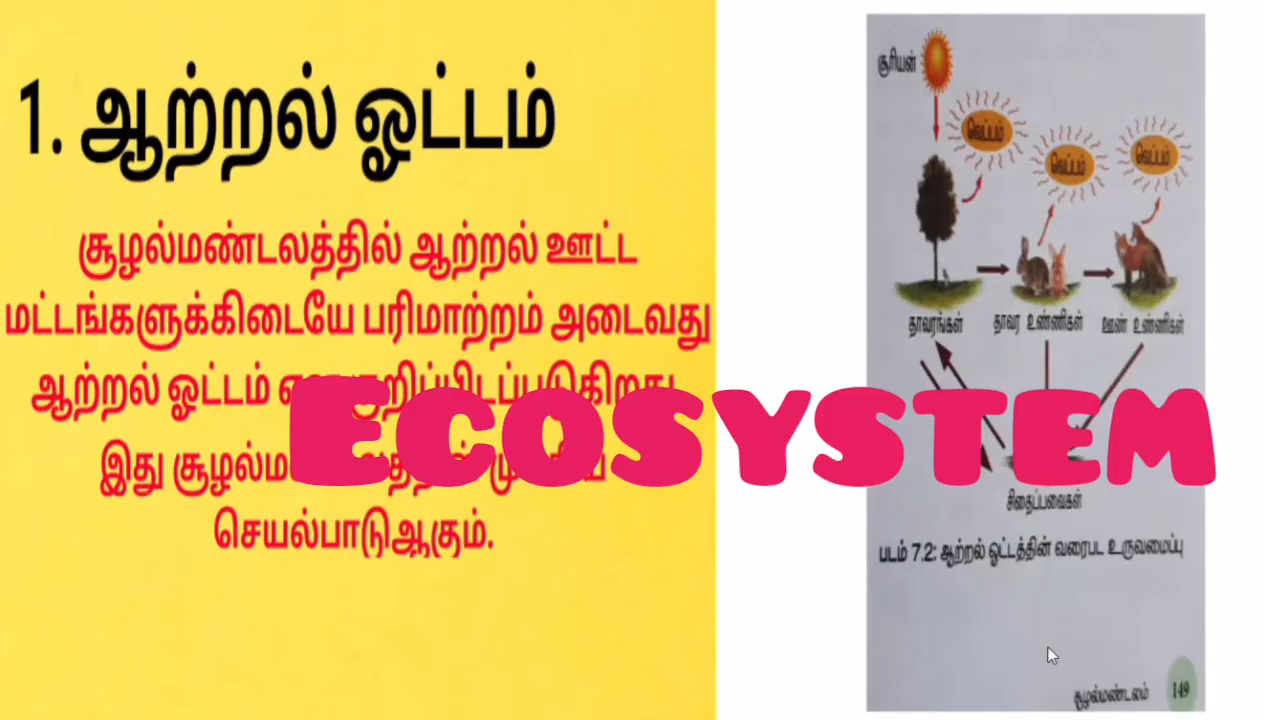 1. ஆற்றல் ஓட்டம்
சூழல்மண்டலத்தில் ஆற்றல் ஊட்ட
மட்டங்களுக்கிடையே பரிமாற்றம் அடைவது
ஆற்றல் ஓட்டம்
இது
செயல்பாடுஆகும்.
ECOSYSTEM
சூரியன்
வெப்பம்
வெப்பம்
வெப்பம்
தாவரங்கள் தாவர உண்ணிகள் ஊண் உண்ணிகள்
சிதைப்பவைகள்
படம் 7.2: ஆற்றல் ஓட்டத்தின் வரைபட உருவமைப்பு
சூழல்மண்டலம் 149